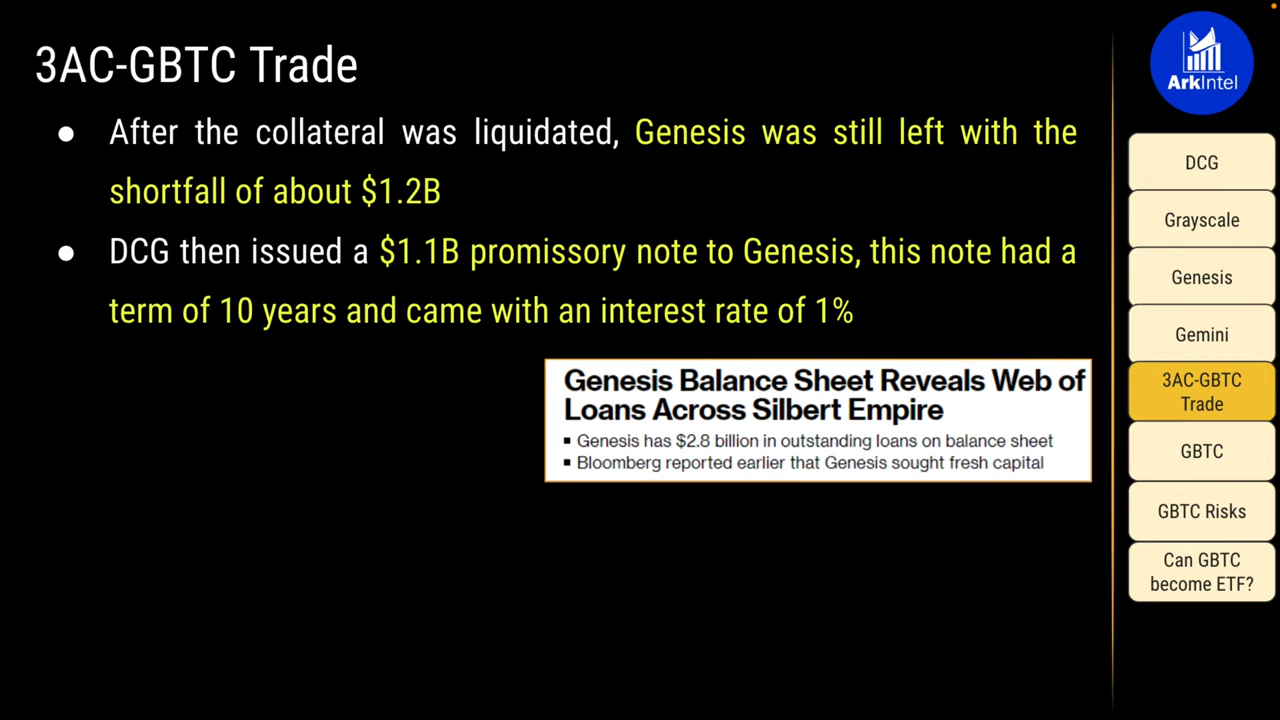 3AC-GBTC Trade
● After the collateral was liquidated, Genesis was still left with the
shortfall of about $1.2B
● DCG then issued a $1.1B promissory note to Genesis, this note had a
term of 10 years and came with an interest rate of 1%
Genesis Balance Sheet Reveals Web of
Loans Across Silbert Empire
▪ Genesis has $2.8 billion in outstanding loans on balance sheet
▪ Bloomberg reported earlier that Genesis sought fresh capital
ArkIntel
DCG
Grayscale
Genesis
Gemini
3AC-GBTC
Trade
GBTC
GBTC Risks
Can GBTC
become ETF?